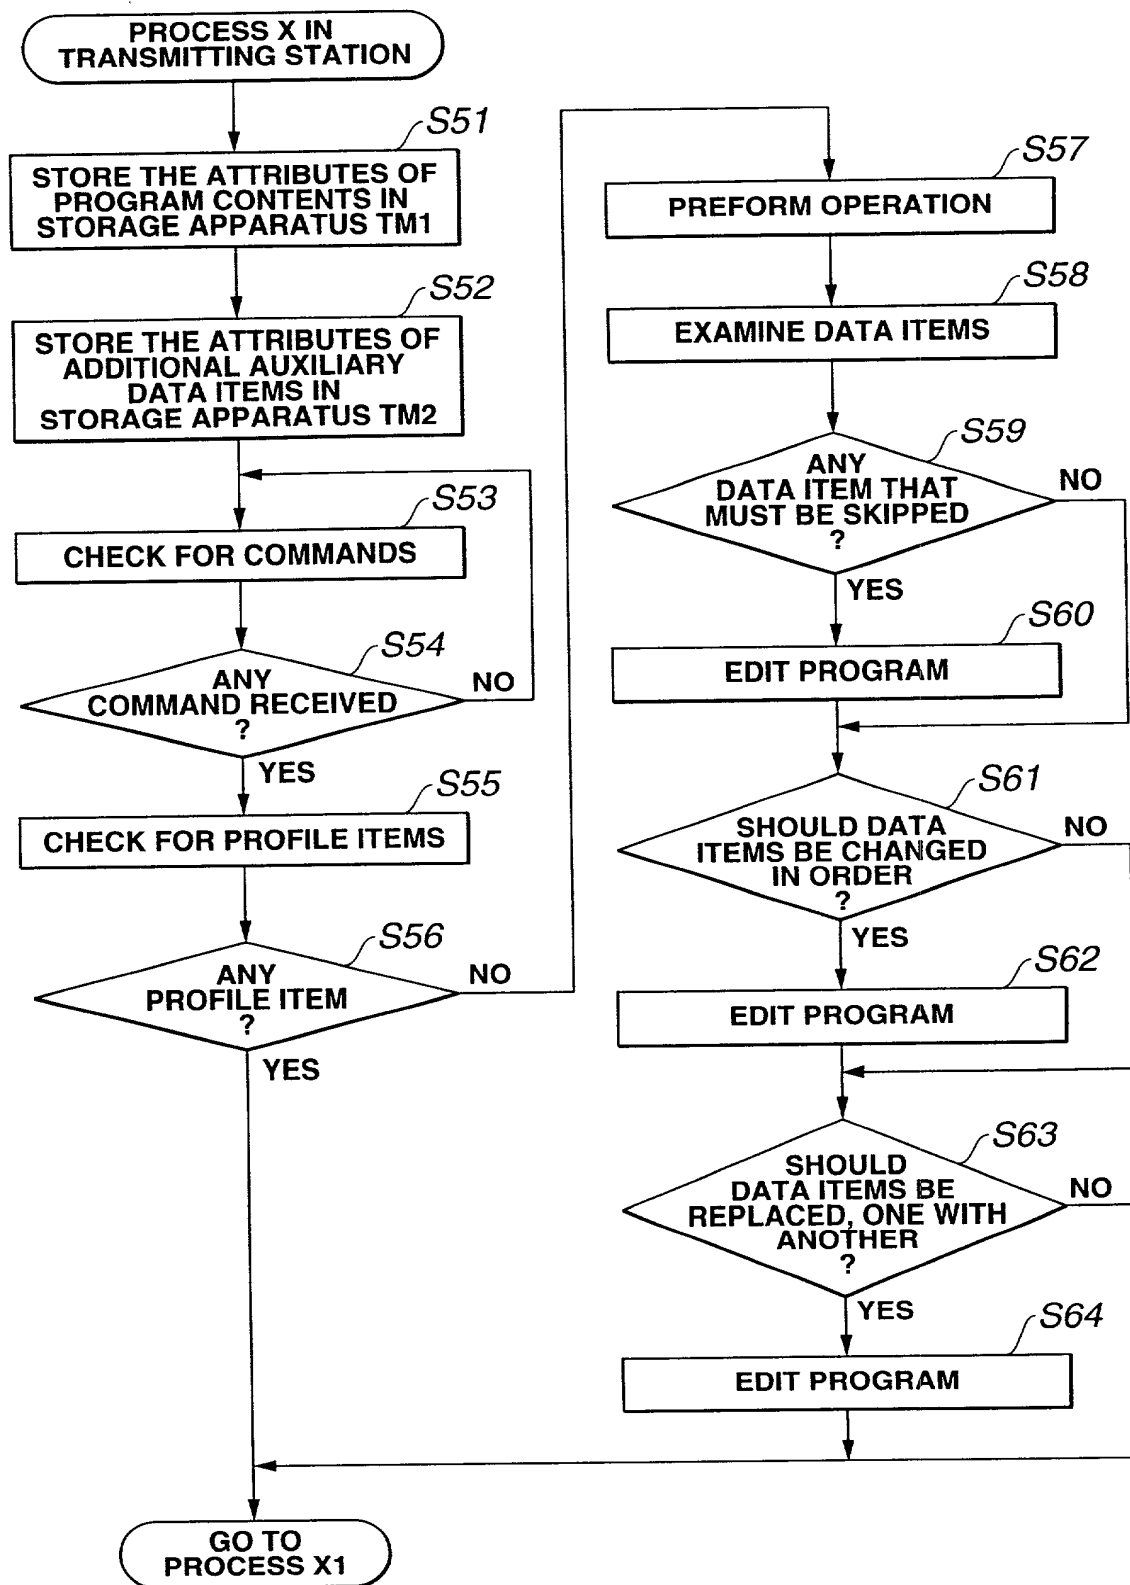 PROCESS X IN
TRANSMITTING STATION
S51
STORE THE ATTRIBUTES OF
PROGRAM CONTENTS IN
STORAGE APPARATUS TM1
S52
STORE THE ATTRIBUTES OF
ADDITIONAL AUXILIARY
DATA ITEMS IN
STORAGE APPARATUS TM2
S53
CHECK FOR COMMANDS
S54
ANY
COMMAND RECEIVED
?
NO
YES
S55
CHECK FOR PROFILE ITEMS
S56
ANY
PROFILE ITEM
?
NO
YES
S57
PREFORM OPERATION
S58
EXAMINE DATA ITEMS
S59
ANY
DATA ITEM THAT
MUST BE SKIPPED
?
NO
YES
S60
EDIT PROGRAM
S61
SHOULD DATA
ITEMS BE CHANGED
IN ORDER
?
NO
YES
S62
EDIT PROGRAM
S63
SHOULD
DATA ITEMS BE
REPLACED, ONE WITH
ANOTHER
?
NO
YES
S64
EDIT PROGRAM
GO TO
PROCESS X1